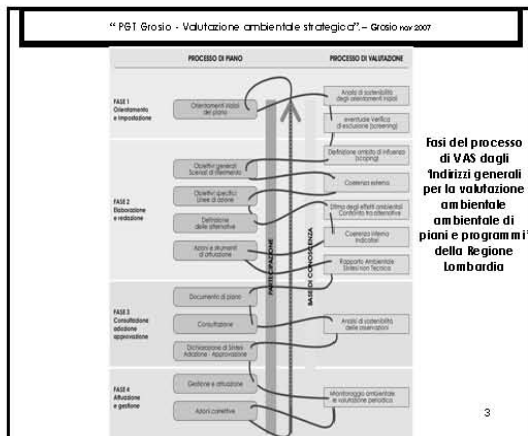 “ PGT Grosio - Valutazione ambientale strategica”.– Grosio nov 2007
PROCESSO DI PIANO
PROCESSO DI VALUTAZIONE
FASE 1
Orientamento
e impostazione
Orientamenti iniziali
del piano
Analisi di sostenibilità
degli orientamenti iniziali
eventuale Verifica
di esclusione (screening)
FASE 2
Elaborazione
e redazione
Obiettivi generali
Scenari di riferimento
Obiettivi specifici
Linee di azione
Definizione
delle alternative
Azioni e strumenti
d'attuazione
Definizione ambito di influenza
(scoping)
Coerenza esterna
Stima degli effetti ambientali
Confronto tra alternative
Coerenza interna
Indicatori
Rapporto Ambientale
Sintesi non Tecnica
PARTECIPAZIONE
BASE DI CONOSCENZA
FASE 3
Consultazione
adozione
approvazione
Documento di piano
Consultazione
Dichiarazione di Sintesi
Adozione - Approvazione
Analisi di sostenibilità
delle osservazioni
FASE 4
Attuazione
e gestione
Gestione e attuazione
Azioni correttive
Monitoraggio ambientale
e valutazione periodica
Fasi del processo
di VAS dagli
“Indirizzi generali
per la valutazione
ambientale
ambientale di
piani e programmi”
della Regione
Lombardia
3